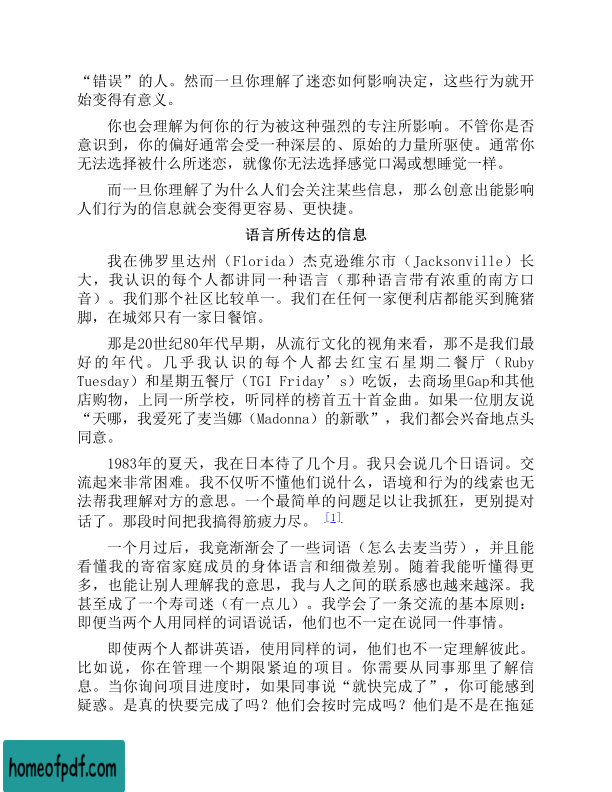 “错误”的人。然而一旦你理解了迷恋如何影响决定，这些行为就开
始变得有意义。
你也会理解为何你的行为被这种强烈的专注所影响。不管你是否
意识到，你的偏好通常会受一种深层的、原始的力量所驱使。通常你
无法选择被什么所迷恋，就像你无法选择感觉口渴或想睡觉一样。
而一旦你理解了为什么人们会关注某些信息，那么创意出能影响
人们行为的信息就会变得更容易、更快捷。
语言所传达的信息
我在佛罗里达州（Florida）杰克逊维尔市（Jacksonville）长
大，我认识的每个人都讲同一种语言（那种语言带有浓重的南方口
音）。我们那个社区比较单一。我们在任何一家便利店都能买到腌猪
脚，在城郊只有一家日餐馆。
那是20世纪80年代早期，从流行文化的视角来看，那不是我们最
好的年代。几乎我认识的每个人都去红宝石星期二餐厅（Ruby
Tuesday）和星期五餐厅（TGI Friday’s）吃饭，去商场里Gap和其他
店购物，上同一所学校，听同样的榜首五十首金曲。如果一位朋友说
“天哪，我爱死了麦当娜（Madonna）的新歌”，我们都会兴奋地点头
同意。
1983年的夏天，我在日本待了几个月。我只会说几个日语词。交
流起来非常困难。我不仅听不懂他们说什么，语境和行为的线索也无
法帮我理解对方的意思。一个最简单的问题足以让我抓狂，更别提对
话了。那段时间把我搞得筋疲力尽。 [1]
一个月过后，我竟渐渐会了一些词语（怎么去麦当劳），并且能
看懂我的寄宿家庭成员的身体语言和细微差别。随着我能听懂得更
多，也能让别人理解我的意思，我与人之间的联系感也越来越深。我
甚至成了一个寿司迷（有一点儿）。我学会了一条交流的基本原则：
即便当两个人用同样的词语说话，他们也不一定在说同一件事情。
即使两个人都讲英语，使用同样的词，他们也不一定理解彼此。
比如说，你在管理一个期限紧迫的项目。你需要从同事那里了解信
息。当你询问项目进度时，如果同事说“就快完成了”，你可能感到
疑惑。是真的快要完成了吗？他们会按时完成吗？他们是不是在拖延
homeofpdf.com